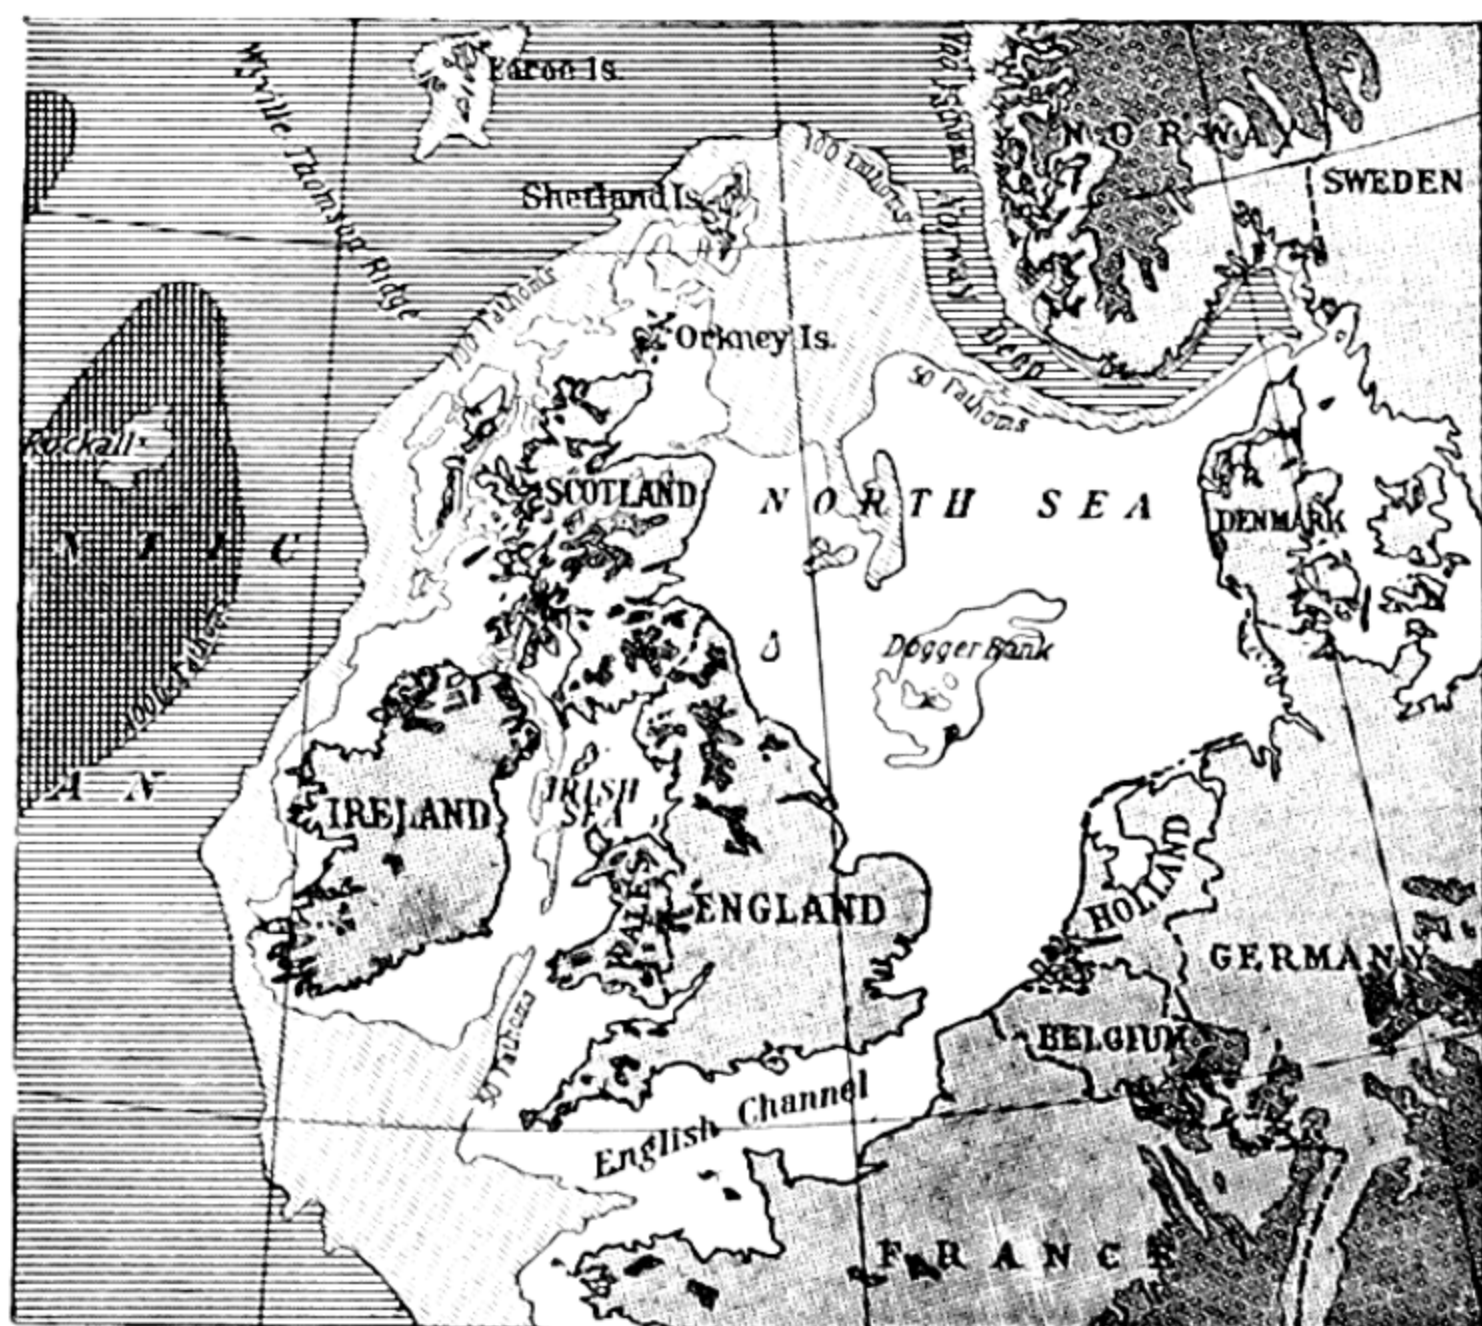 Faroe Is.
Wyville Thomson Ridge
NORWAY
SWEDEN
100 Fathoms
Shetland Is.
Norway
Deep
100 Fathoms
Orkney Is.
50 Fathoms
Rockall
SCOTLAND
NORTH SEA
DENMARK
NTIC
Dogger Bank
AN
IRELAND
IRISH
SEA
HOLLAND
WALES
ENGLAND
GERMANY
50 Fathoms
BELGIUM
English Channel
FRANCE